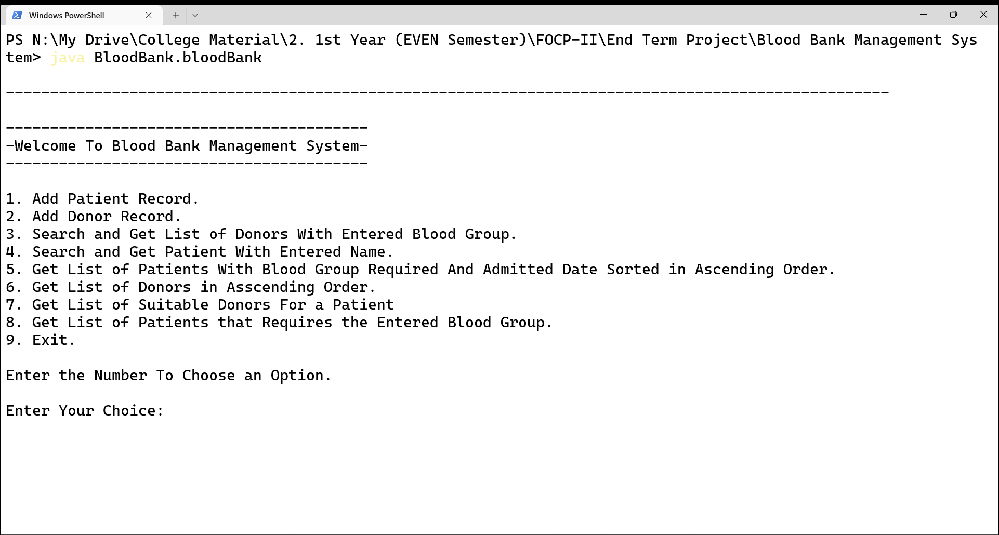 Windows PowerShell
PS N:\My Drive\College Material\2. 1st Year (EVEN Semester)\FOCP-II\End Term Project\Blood Bank Management Sys
tem> java BloodBank.bloodBank
----------------------------------------------------------------------------------------------------
-----------------------------------------
-Welcome To Blood Bank Management System-
-----------------------------------------
1. Add Patient Record.
2. Add Donor Record.
3. Search and Get List of Donors With Entered Blood Group.
4. Search and Get Patient With Entered Name.
5. Get List of Patients With Blood Group Required And Admitted Date Sorted in Ascending Order.
6. Get List of Donors in Asscending Order.
7. Get List of Suitable Donors For a Patient
8. Get List of Patients that Requires the Entered Blood Group.
9. Exit.
Enter the Number To Choose an Option.
Enter Your Choice: